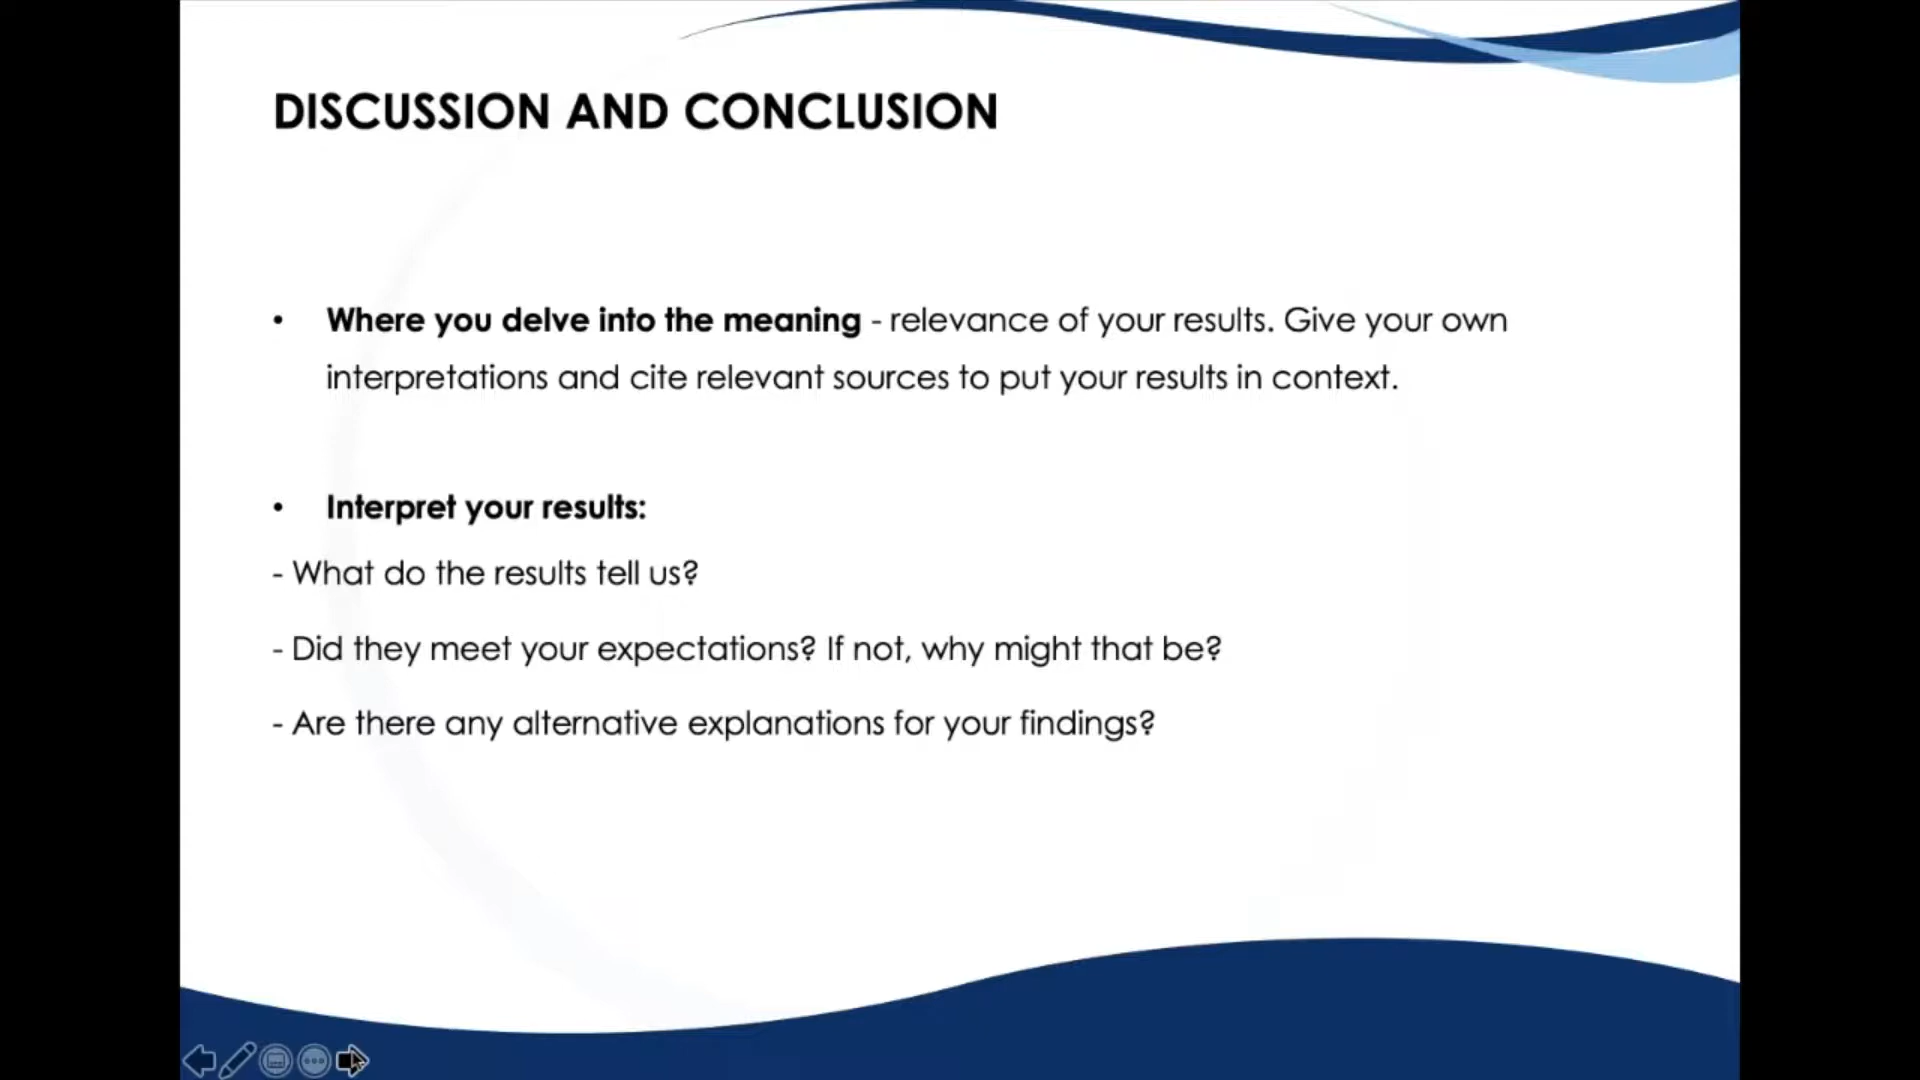 DISCUSSION AND CONCLUSION
• Where you delve into the meaning - relevance of your results. Give your own
interpretations and cite relevant sources to put your results in context.
• Interpret your results:
- What do the results tell us?
- Did they meet your expectations? If not, why might that be?
- Are there any alternative explanations for your findings?